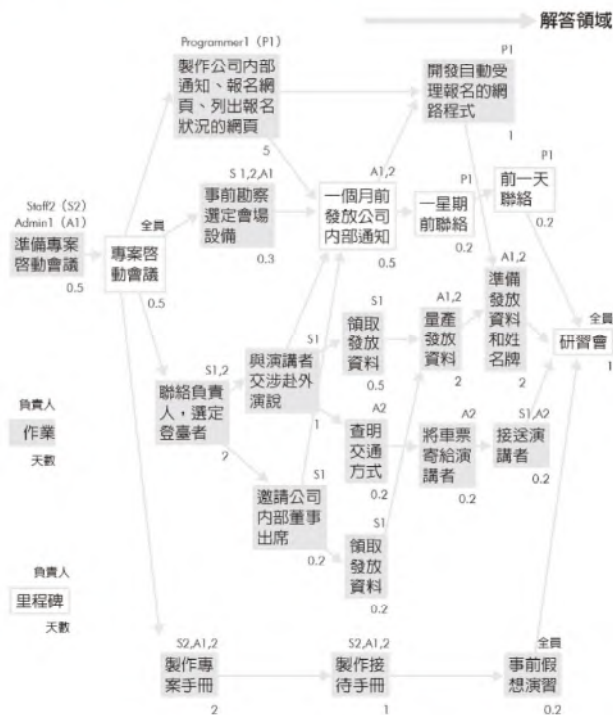 解答領域
Programmer1（P1）
製作公司內部
通知、報名網
頁、列出報名
狀況的網頁
5
P1
開發自動受
理報名的網
路程式
1
S 1,2,A1
事前勘察
選定會場
設備
0.3
A1,2
一個月前
發放公司
內部通知
0.5
P1
一星期
前聯絡
0.2
P1
前一天
聯絡
0.2
Staff2（S2）
Admin1（A1）
準備專案
啟動會議
0.5
全員
專案啟
動會議
0.5
S1,2
聯絡負責
人，選定
登臺者
2
S1
與演講者
交涉赴外
演說
1
S1
領取
發放
資料
0.5
A1,2
量產
發放
資料
2
A1,2
準備
發放
資料
和姓
名牌
2
全員
研習會
1
A2
查明
交通
方式
0.2
A2
將車票
寄給演
講者
0.2
S1,A2
接送演
講者
0.2
S1
邀請公司
內部董事
出席
0.2
S1
領取
發放
資料
0.2
負責人
作業
天數
負責人
里程碑
天數
S2,A1,2
製作專
案手冊
2
S2,A1,2
製作接
待手冊
1
全員
事前假
想演習
0.2